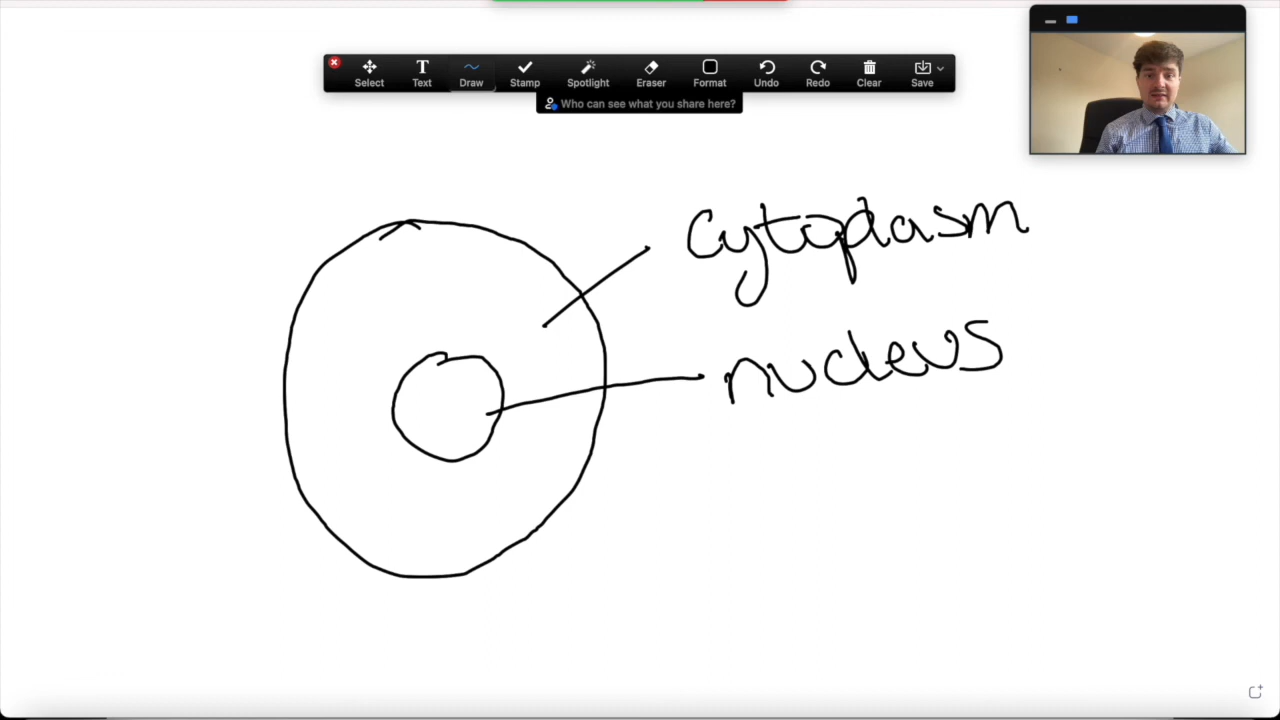 Select Text Draw Stamp Spotlight Eraser Format Undo Redo Clear Save
Who can see what you share here?
Cytoplasm
nucleus